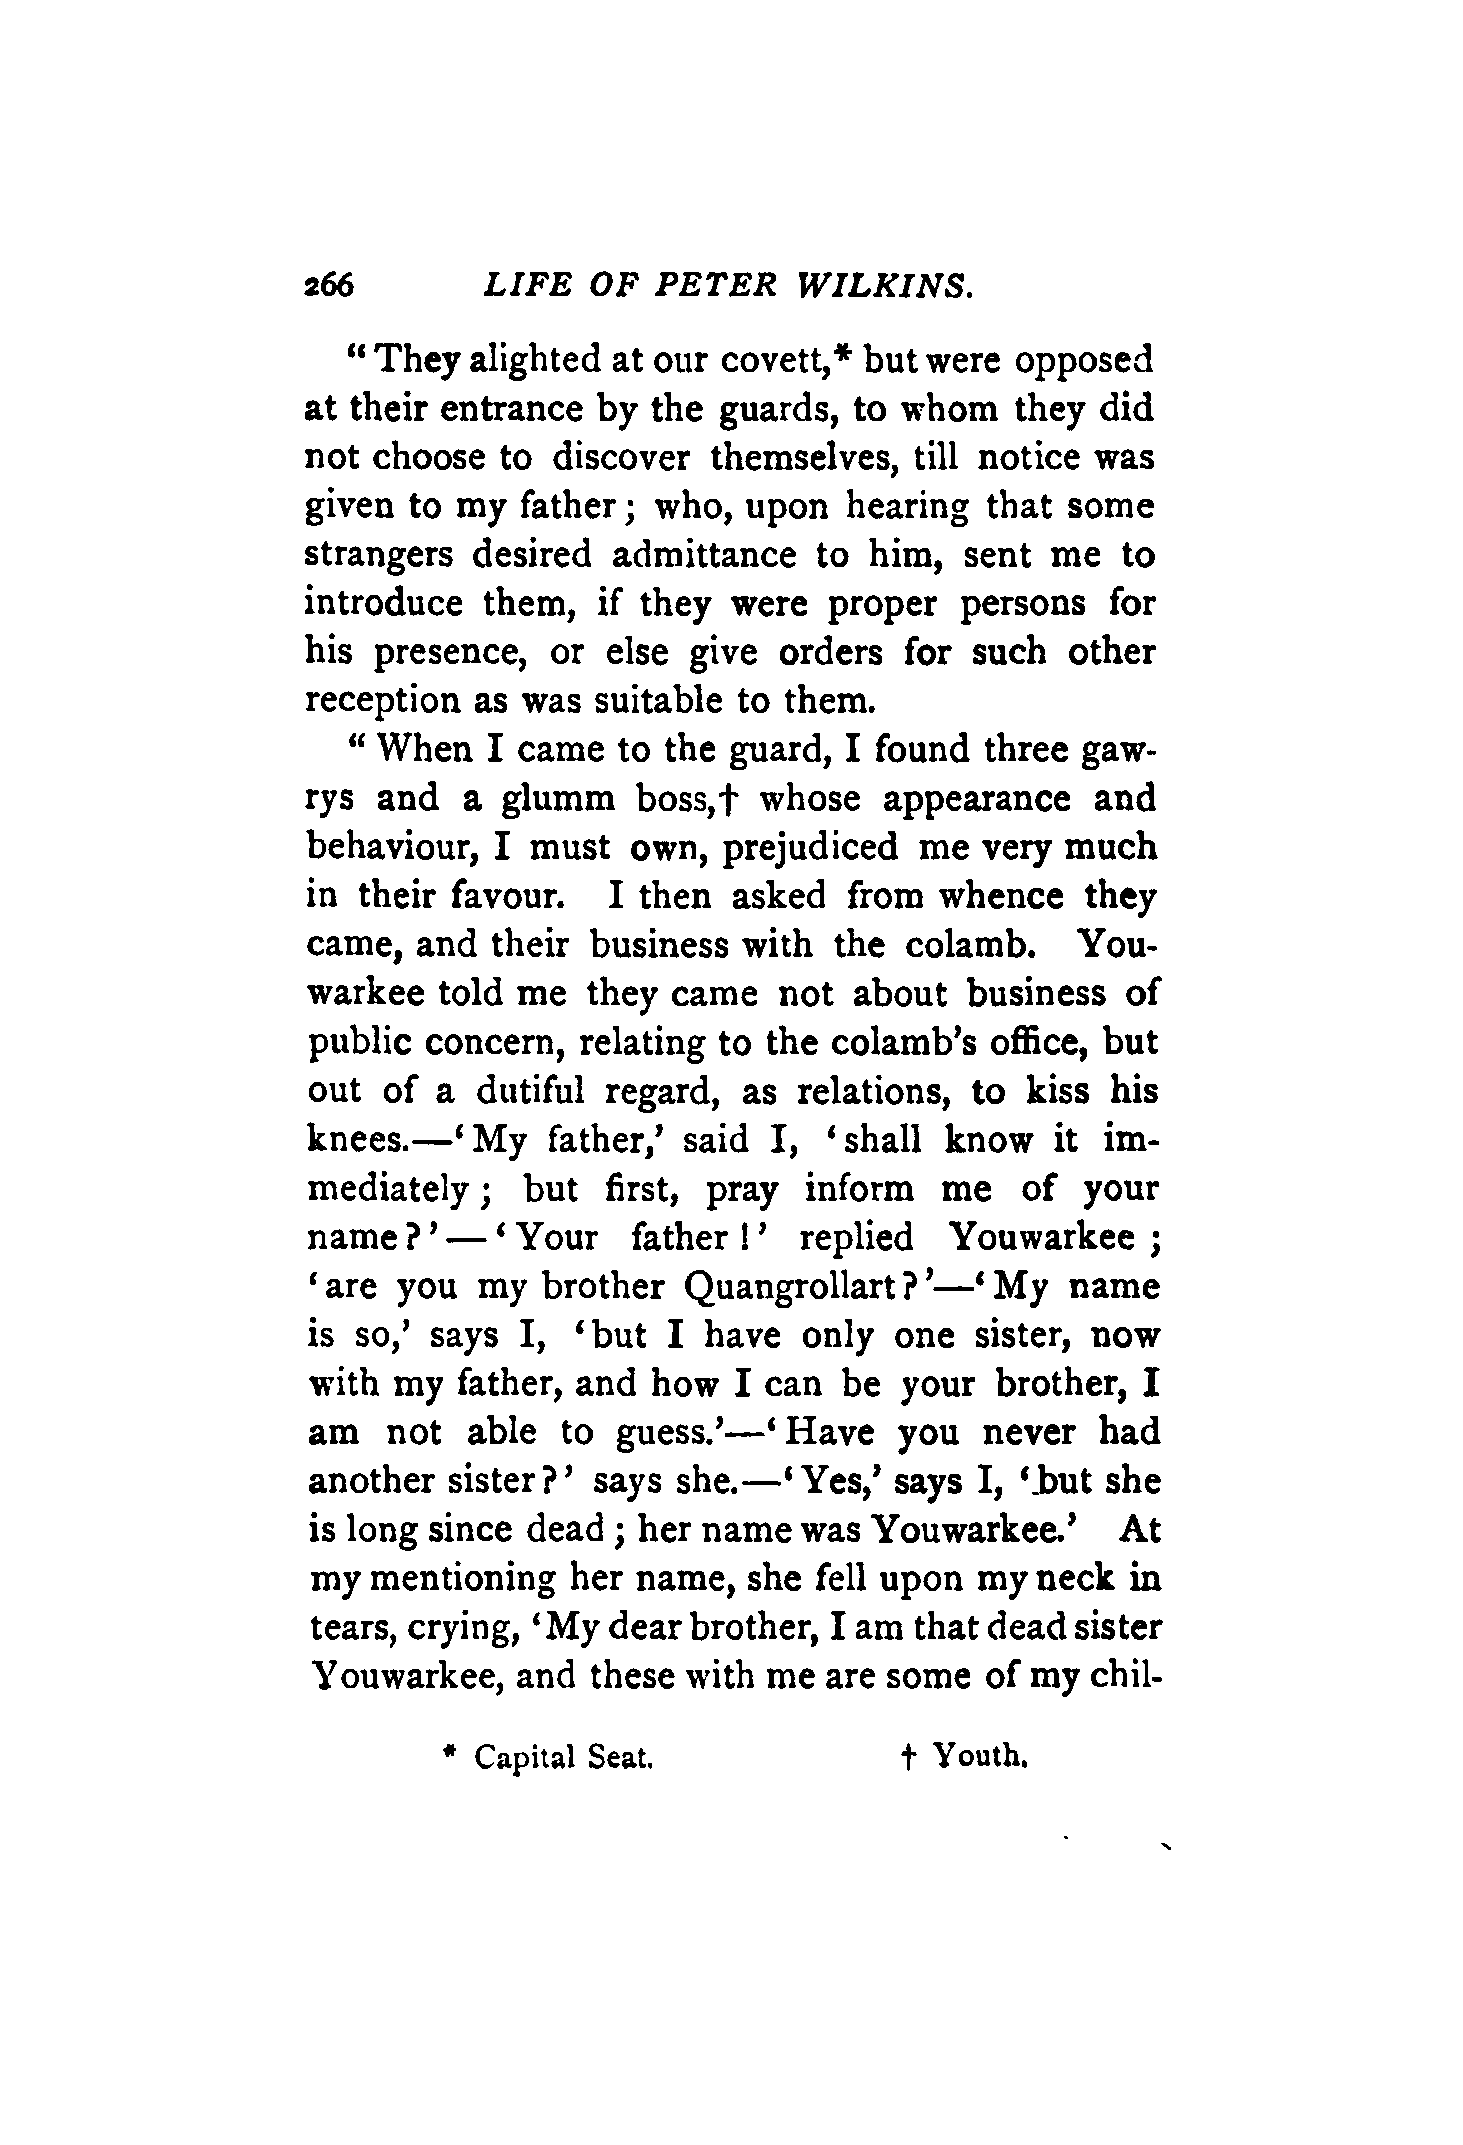 266 LIFE OF PETER WILKINS.
“ They alighted at our covett,* but were opposed
at their entrance by the guards, to whom they did
not choose to discover themselves, till notice was
given to my father ; who, upon hearing that some
strangers desired admittance to him, sent me to
introduce them, if they were proper persons for
his presence, or else give orders for such other
reception as was suitable to them.
“ When I came to the guard, I found three gaw-
rys and a glumm boss,† whose appearance and
behaviour, I must own, prejudiced me very much
in their favour. I then asked from whence they
came, and their business with the colamb. You-
warkee told me they came not about business of
public concern, relating to the colamb’s office, but
out of a dutiful regard, as relations, to kiss his
knees.—‘ My father,’ said I, ‘ shall know it im-
mediately ; but first, pray inform me of your
name ? ’ — ‘ Your father ! ’ replied Youwarkee ;
‘ are you my brother Quangrollart ? ’—‘ My name
is so,’ says I, ‘ but I have only one sister, now
with my father, and how I can be your brother, I
am not able to guess.’—‘ Have you never had
another sister ? ’ says she.—‘ Yes,’ says I, ‘ but she
is long since dead ; her name was Youwarkee.’ At
my mentioning her name, she fell upon my neck in
tears, crying, ‘ My dear brother, I am that dead sister
Youwarkee, and these with me are some of my chil-
* Capital Seat. † Youth.